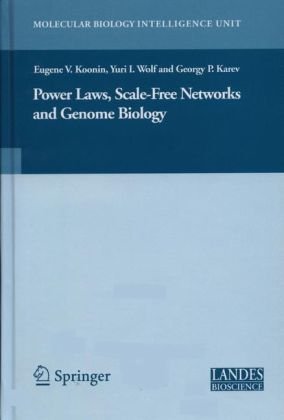 MOLECULAR BIOLOGY INTELLIGENCE UNIT
Eugene V. Koonin, Yuri I. Wolf and Georgy P. Karev
Power Laws, Scale-Free Networks
and Genome Biology
Springer
LANDES
BIOSCIENCE